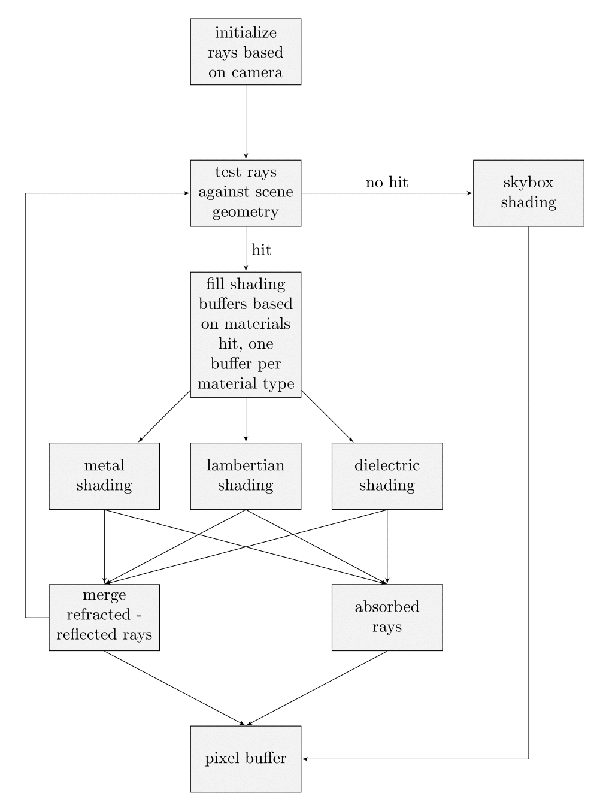 initialize
rays based
on camera
test rays
against scene
geometry
no hit
skybox
shading
hit
fill shading
buffers based
on materials
hit, one
buffer per
material type
metal
shading
lambertian
shading
dielectric
shading
merge
refracted -
reflected rays
absorbed
rays
pixel buffer